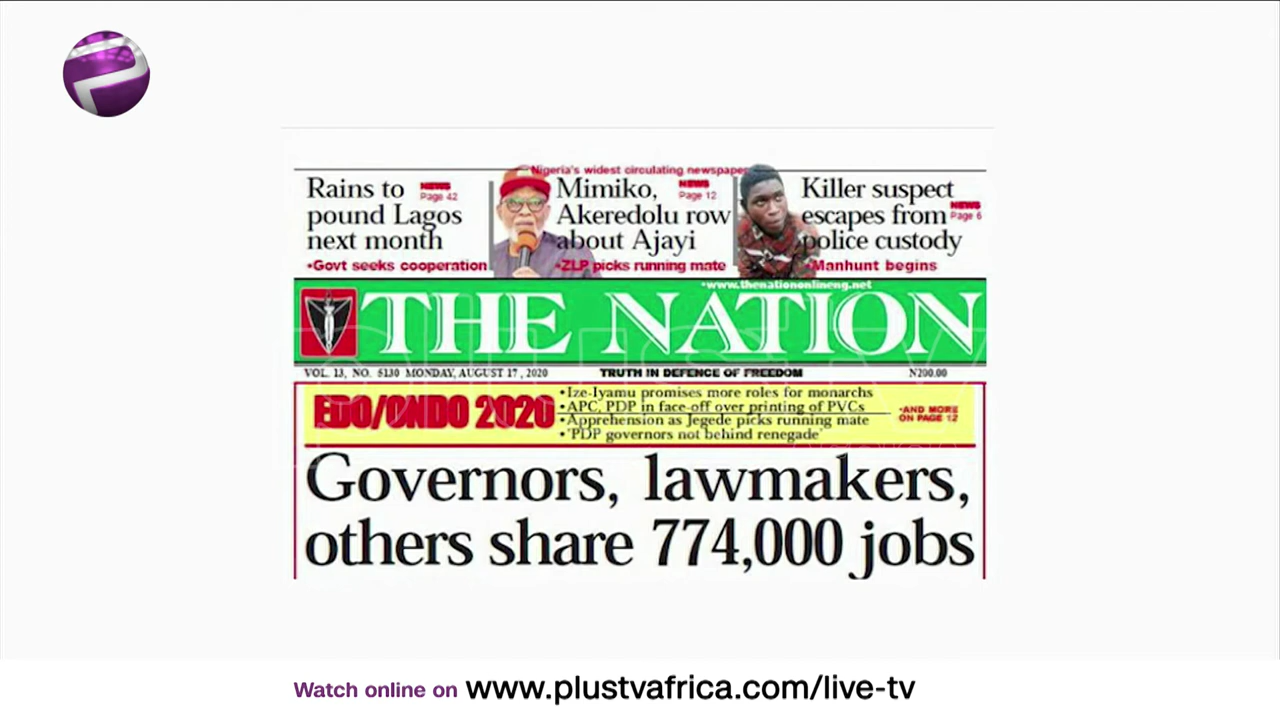 Nigeria's widest circulating newspaper
Rains to
pound Lagos
next month
NEWS
Page 42
•Govt seeks cooperation
Mimiko,
Akeredolu row
about Ajayi
NEWS
Page 12
•ZLP picks running mate
Killer suspect
escapes from
police custody
NEWS
Page 6
•Manhunt begins
•www.thenationonlineng.net
THE NATION
VOL. 13, NO. 5130 MONDAY, AUGUST 17, 2020
TRUTH IN DEFENCE OF FREEDOM
N200.00
EDO/ONDO 2020
•Ize-Iyamu promises more roles for monarchs
•APC, PDP in face-off over printing of PVCs
•Apprehension as Jegede picks running mate
•'PDP governors not behind renegade'
•AND MORE
ON PAGE 12
Governors, lawmakers,
others share 774,000 jobs
Watch online on www.plustvafrica.com/live-tv